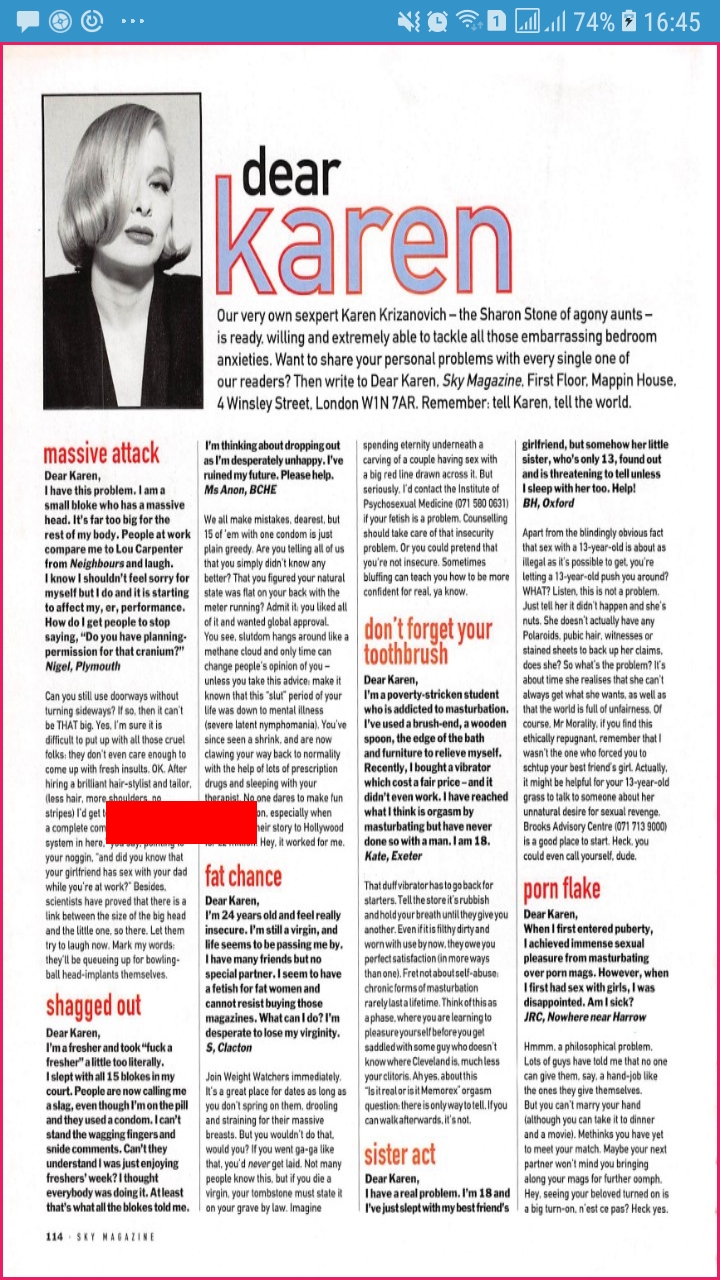 74% 16:45
dear
karen
Our very own sexpert Karen Krizanovich – the Sharon Stone of agony aunts –
is ready, willing and extremely able to tackle all those embarrassing bedroom
anxieties. Want to share your personal problems with every single one of
our readers? Then write to Dear Karen, Sky Magazine, First Floor, Mappin House,
4 Winsley Street, London W1N 7AR. Remember: tell Karen, tell the world.
massive attack
Dear Karen,
I have this problem. I am a
small bloke who has a massive
head. It's far too big for the
rest of my body. People at work
compare me to Lou Carpenter
from Neighbours and laugh.
I know I shouldn't feel sorry for
myself but I do and it is starting
to affect my, er, performance.
How do I get people to stop
saying, "Do you have planning-
permission for that cranium?"
Nigel, Plymouth
Can you still use doorways without
turning sideways? If so, then it can't
be THAT big. Yes, I'm sure it is
difficult to put up with all those cruel
folks; they don't even care enough to
come up with fresh insults. OK. After
hiring a brilliant hair-stylist and tailor,
(less hair, more shoulders, no
stripes) I'd get
a complete com
system in here, you say, pointing to
your noggin, "and did you know that
your girlfriend has sex with your dad
while you're at work?" Besides,
scientists have proved that there is a
link between the size of the big head
and the little one, so there. Let them
try to laugh now. Mark my words:
they'll be queueing up for bowling-
ball head-implants themselves.
shagged out
Dear Karen,
I'm a fresher and took "fuck a
fresher" a little too literally.
I slept with all 15 blokes in my
court. People are now calling me
a slag, even though I'm on the pill
and they used a condom. I can't
stand the wagging fingers and
snide comments. Can't they
understand I was just enjoying
freshers' week? I thought
everybody was doing it. At least
that's what all the blokes told me.
I'm thinking about dropping out
as I'm desperately unhappy. I've
ruined my future. Please help.
Ms Anon, BCHE
We all make mistakes, dearest, but
15 of 'em with one condom is just
plain greedy. Are you telling all of us
that you simply didn't know any
better? That you figured your natural
state was flat on your back with the
meter running? Admit it: you liked all
of it and wanted global approval.
You see, slutdom hangs around like a
methane cloud and only time can
change people's opinion of you –
unless you take this advice: make it
known that this "slut" period of your
life was down to mental illness
(severe latent nymphomania). You've
since seen a shrink, and are now
clawing your way back to normality
with the help of lots of prescription
drugs and sleeping with your
therapist. No one dares to make fun
on, especially when
heir story to Hollywood
Hey, it worked for me.
fat chance
Dear Karen,
I'm 24 years old and feel really
insecure. I'm still a virgin, and
life seems to be passing me by.
I have many friends but no
special partner. I seem to have
a fetish for fat women and
cannot resist buying those
magazines. What can I do? I'm
desperate to lose my virginity.
S, Clacton
Join Weight Watchers immediately.
It's a great place for dates as long as
you don't spring on them, drooling
and straining for their massive
breasts. But you wouldn't do that,
would you? If you went ga-ga like
that, you'd never got laid. Not many
people know this, but if you die a
virgin, your tombstone must state it
on your grave by law. Imagine
spending eternity underneath a
carving of a couple having sex with
a big red line drawn across it. But
seriously, I'd contact the Institute of
Psychosexual Medicine (071 580 0631)
if your fetish is a problem. Counselling
should take care of that insecurity
problem. Or you could pretend that
you're not insecure. Sometimes
bluffing can teach you how to be more
confident for real, ya know.
don't forget your
toothbrush
Dear Karen,
I'm a poverty-stricken student
who is addicted to masturbation.
I've used a brush-end, a wooden
spoon, the edge of the bath
and furniture to relieve myself.
Recently, I bought a vibrator
which cost a fair price – and it
didn't even work. I have reached
what I think is orgasm by
masturbating but have never
done so with a man. I am 18.
Kate, Exeter
That duff vibrator has to go back for
starters. Tell the store it's rubbish
and hold your breath until they give you
another. Even if it is filthy dirty and
worn with use by now, they owe you
perfect satisfaction (in more ways
than one). Fret not about self-abuse:
chronic forms of masturbation
rarely last a lifetime. Think of this as
a phase, where you are learning to
pleasure yourself before you get
saddled with some guy who doesn't
know where Cleveland is, much less
your clitoris. Ah yes, about this
"Is it real or is it Memorex" orgasm
question: there is only way to tell. If you
can walk afterwards, it's not.
sister act
Dear Karen,
I have a real problem. I'm 18 and
I've just slept with my best friend's
girlfriend, but somehow her little
sister, who's only 13, found out
and is threatening to tell unless
I sleep with her too. Help!
BH, Oxford
Apart from the blindingly obvious fact
that sex with a 13-year-old is about as
illegal as it's possible to get, you're
letting a 13-year-old push you around?
WHAT? Listen, this is not a problem.
Just tell her it didn't happen and she's
nuts. She doesn't actually have any
Polaroids, pubic hair, witnesses or
stained sheets to back up her claims,
does she? So what's the problem? It's
about time she realises that she can't
always get what she wants, as well as
that the world is full of unfairness. Of
course, Mr Morality, if you find this
ethically repugnant, remember that I
wasn't the one who forced you to
schtup your best friend's girl. Actually,
it might be helpful for your 13-year-old
grass to talk to someone about her
unnatural desire for sexual revenge.
Brooks Advisory Centre (071 713 9000)
is a good place to start. Heck, you
could even call yourself, dude.
porn flake
Dear Karen,
When I first entered puberty,
I achieved immense sexual
pleasure from masturbating
over porn mags. However, when
I first had sex with girls, I was
disappointed. Am I sick?
JRC, Nowhere near Harrow
Hmmm, a philosophical problem.
Lots of guys have told me that no one
can give them, say, a hand-job like
the ones they give themselves.
But you can't marry your hand
(although you can take it to dinner
and a movie). Methinks you have yet
to meet your match. Maybe your next
partner won't mind you bringing
along your mags for further oomph.
Hey, seeing your beloved turned on is
a big turn-on, n'est ce pas? Heck yes.
114 · SKY MAGAZINE